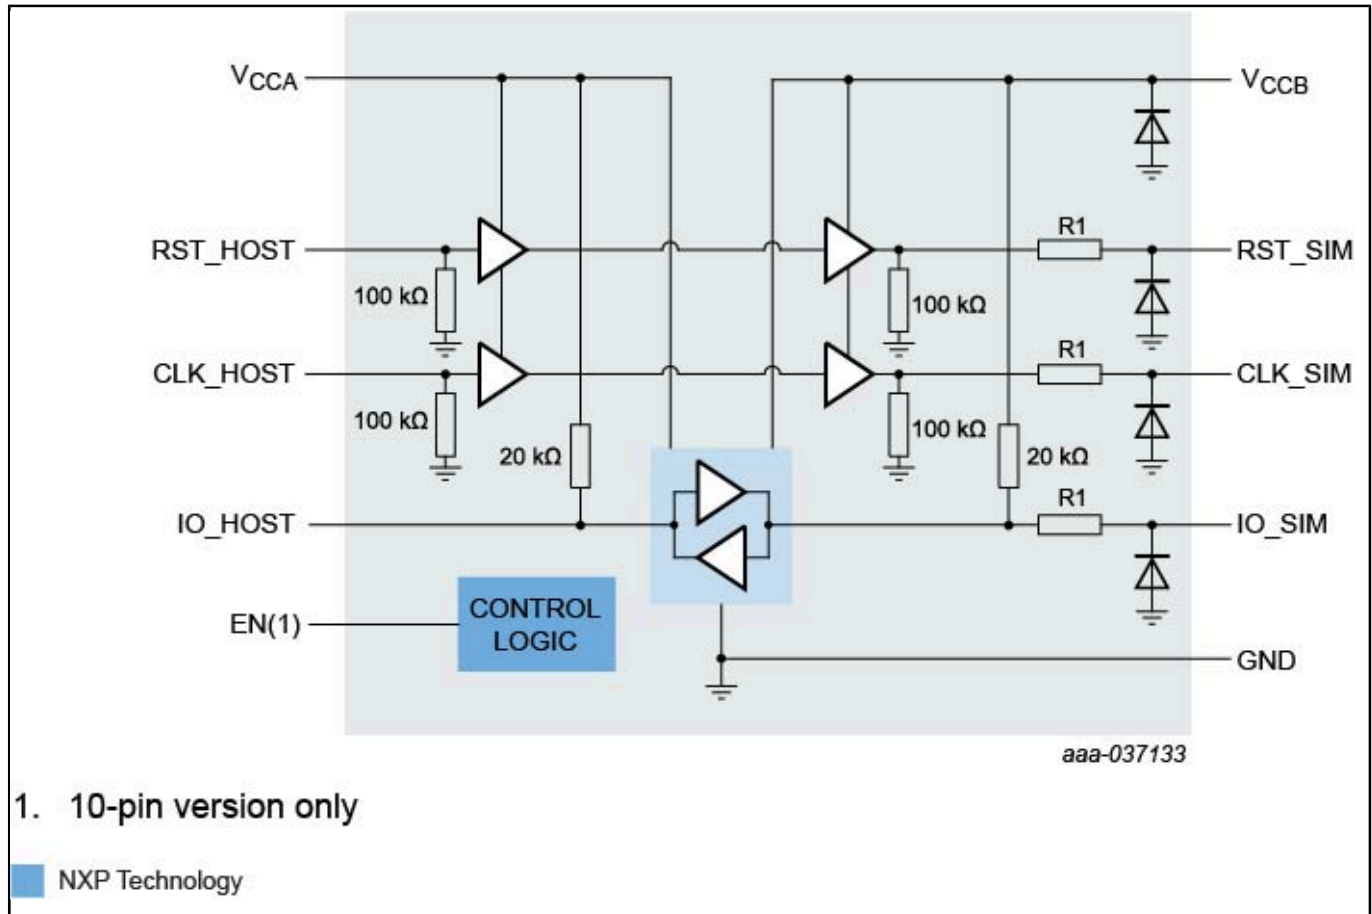 VCCA
VCCB
R1
RST_HOST
RST_SIM
100 kΩ
100 kΩ
R1
CLK_HOST
CLK_SIM
100 kΩ
100 kΩ
20 kΩ
20 kΩ
R1
IO_HOST
IO_SIM
EN(1)
CONTROL
LOGIC
GND
aaa-037133
1. 10-pin version only
NXP Technology